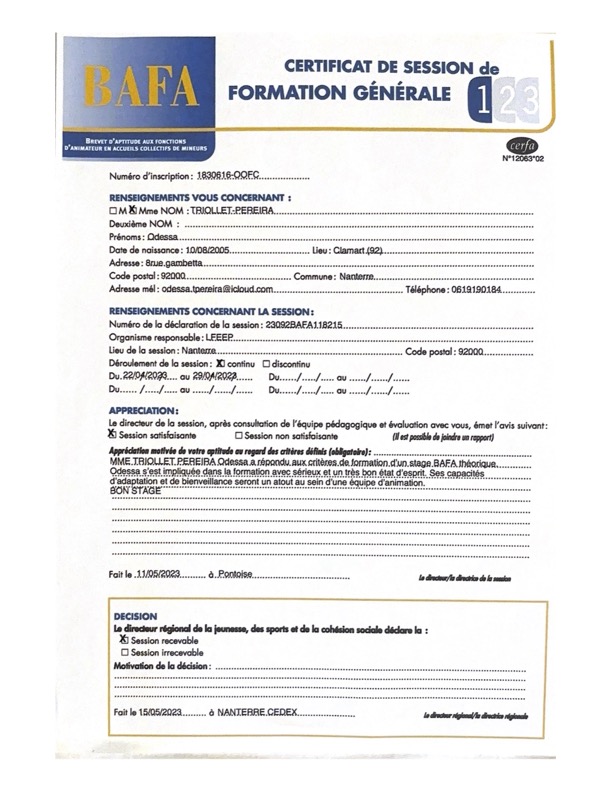 BAFA
BREVET D'APTITUDE AUX FONCTIONS
D'ANIMATEUR EN ACCUEILS COLLECTIFS DE MINEURS
CERTIFICAT DE SESSION de
FORMATION GÉNÉRALE 1 2 3
cerfa
N°12063*02
Numéro d'inscription : 1830616-OOFC
RENSEIGNEMENTS VOUS CONCERNANT :
☐ M ☒ Mme NOM : TRIOLLET-PEREIRA
Deuxième NOM :
Prénoms : Odessa
Date de naissance : 10/08/2005 Lieu : Clamart (92)
Adresse : 8rue gambetta
Code postal : 92000 Commune : Nanterre
Adresse mél : odessa.tpereira@icloud.com Téléphone : 0619190184
RENSEIGNEMENTS CONCERNANT LA SESSION :
Numéro de la déclaration de la session : 23092BAFA118215
Organisme responsable : LFEEP
Lieu de la session : Nanterre Code postal : 92000
Déroulement de la session : ☒ continu ☐ discontinu
Du 22/04/2023 au 29/04/2023 Du....../...../..... au ....../....../......
Du....../...../..... au ....../....../...... Du....../...../..... au ....../....../......
APPRECIATION :
Le directeur de la session, après consultation de l'équipe pédagogique et évaluation avec vous, émet l'avis suivant :
☒ Session satisfaisante ☐ Session non satisfaisante (Il est possible de joindre un rapport)
Appréciation motivée de votre aptitude au regard des critères définis (obligatoire) :
MME TRIOLLET PEREIRA Odessa a répondu aux critères de formation d'un stage BAFA théorique.
Odessa s'est impliquée dans la formation avec sérieux et un très bon état d'esprit. Ses capacités
d'adaptation et de bienveillance seront un atout au sein d'une équipe d'animation.
BON STAGE
Fait le 11/05/2023 à Pontoise Le directeur/la directrice de la session
DECISION
Le directeur régional de la jeunesse, des sports et de la cohésion sociale déclare la :
☒ Session recevable
☐ Session irrecevable
Motivation de la décision :
Fait le 15/05/2023 à NANTERRE CEDEX Le directeur régional/la directrice régionale